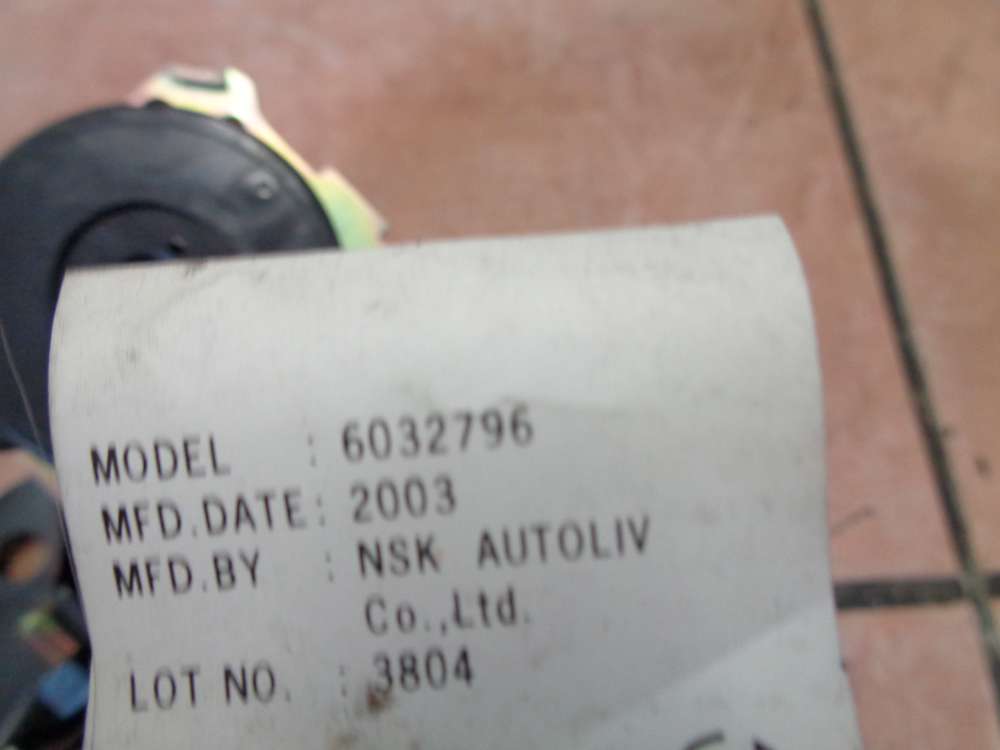 MODEL : 6032796
MFD.DATE : 2003
MFD.BY : NSK AUTOLIV
Co.,Ltd.
LOT NO. : 3804